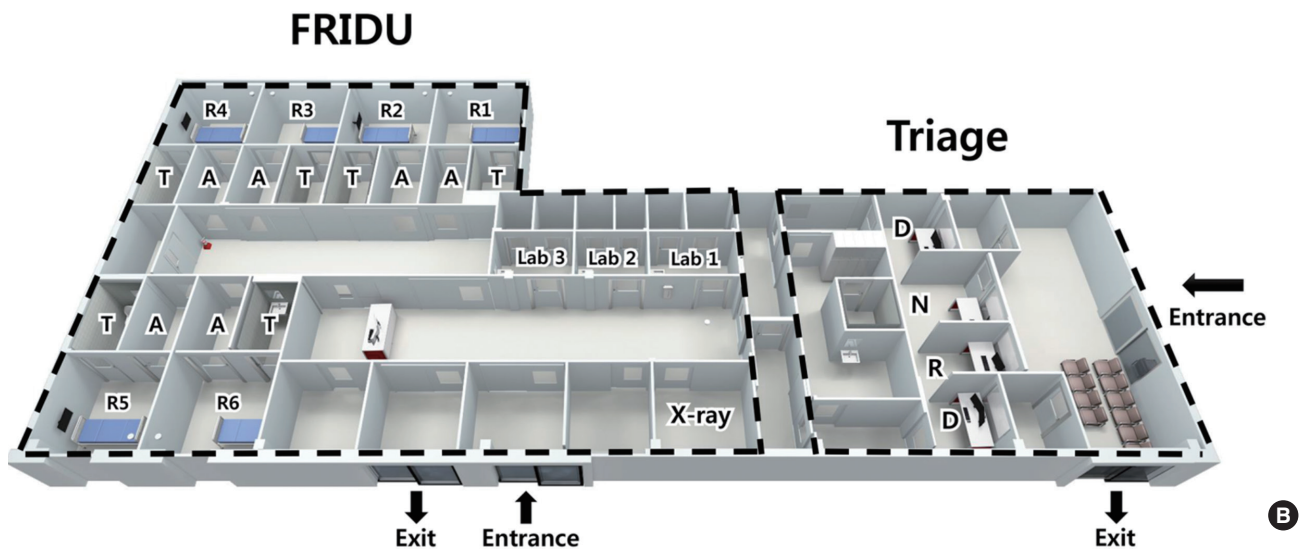 FRIDU
Triage
R4 R3 R2 R1
T A A T T A A T
D
Lab 3 Lab 2 Lab 1
N
Entrance
T A A T
R
R5 R6
X-ray
D
Exit
Entrance
Exit
B